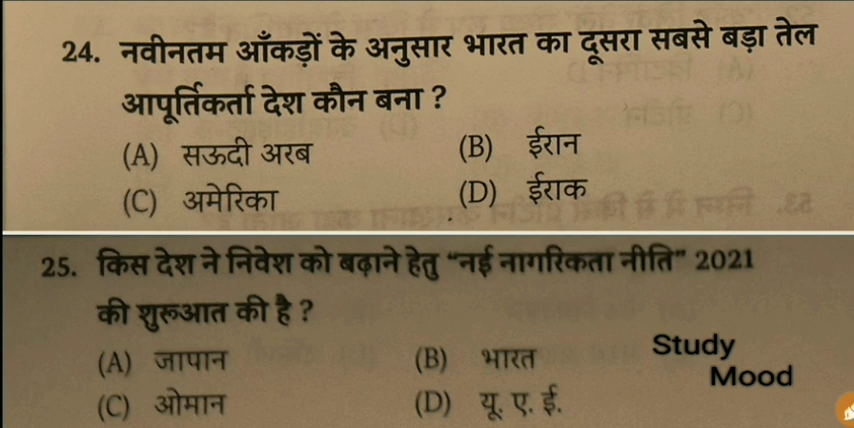 24. नवीनतम आँकड़ों के अनुसार भारत का दूसरा सबसे बड़ा तेल
आपूर्तिकर्ता देश कौन बना ?
(A) सऊदी अरब (B) ईरान
(C) अमेरिका (D) ईराक
25. किस देश ने निवेश को बढ़ाने हेतु “नई नागरिकता नीति” 2021
की शुरूआत की है ?
(A) जापान (B) भारत
(C) ओमान (D) यू. ए. ई.
Study
Mood